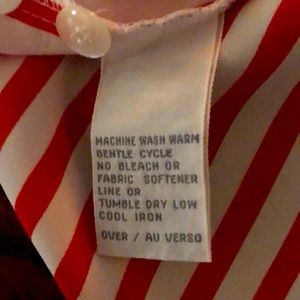 MACHINE WASH WARM
GENTLE CYCLE
NO BLEACH OR
FABRIC SOFTENER
LINE OR
TUMBLE DRY LOW
COOL IRON
OVER / AU VERSO